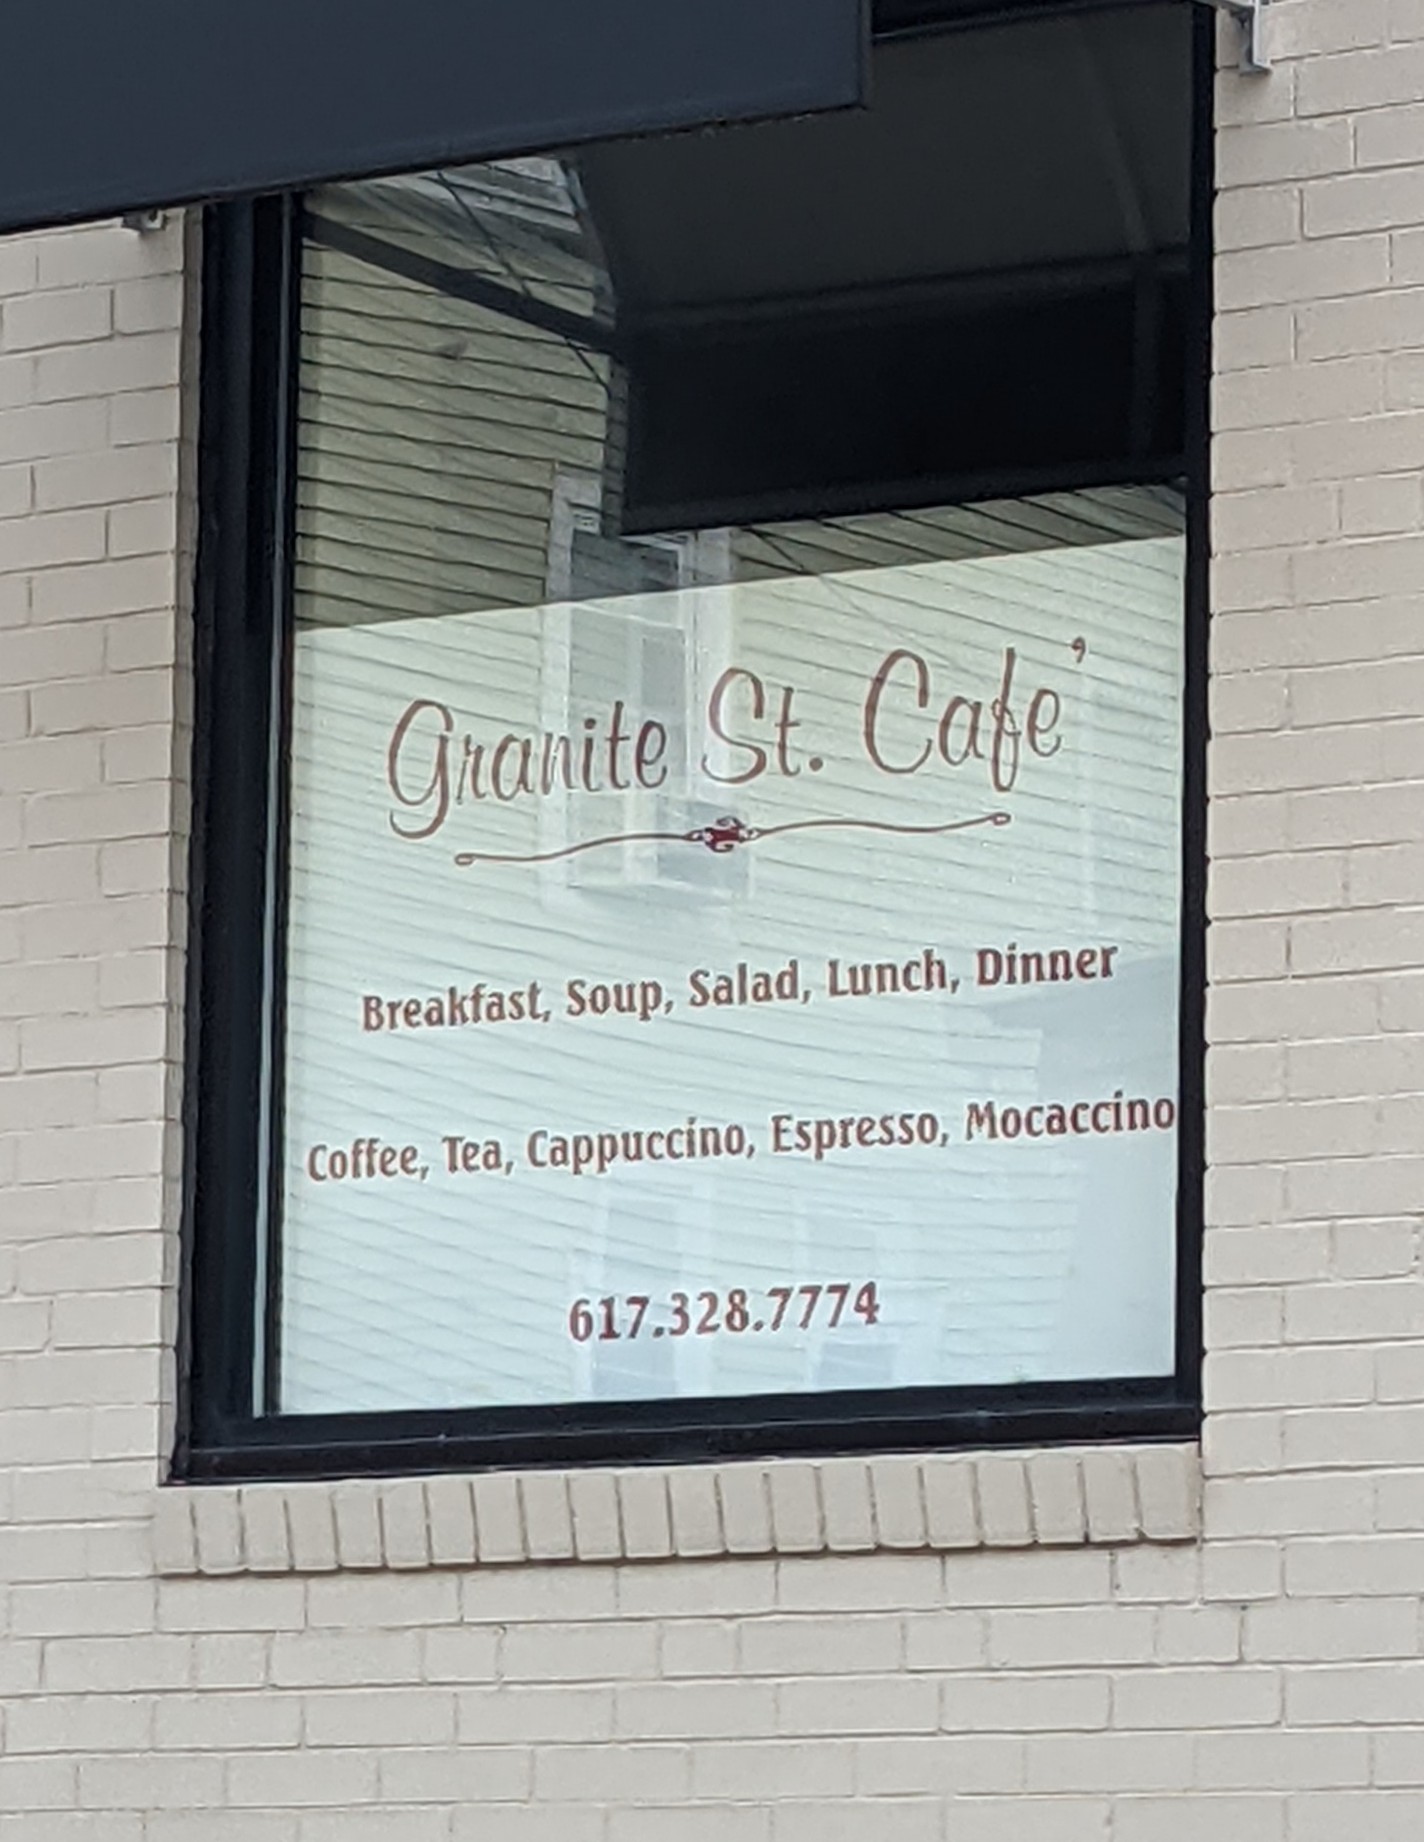 Granite St. Cafe'
Breakfast, Soup, Salad, Lunch, Dinner
Coffee, Tea, Cappuccino, Espresso, Mocaccino
617.328.7774